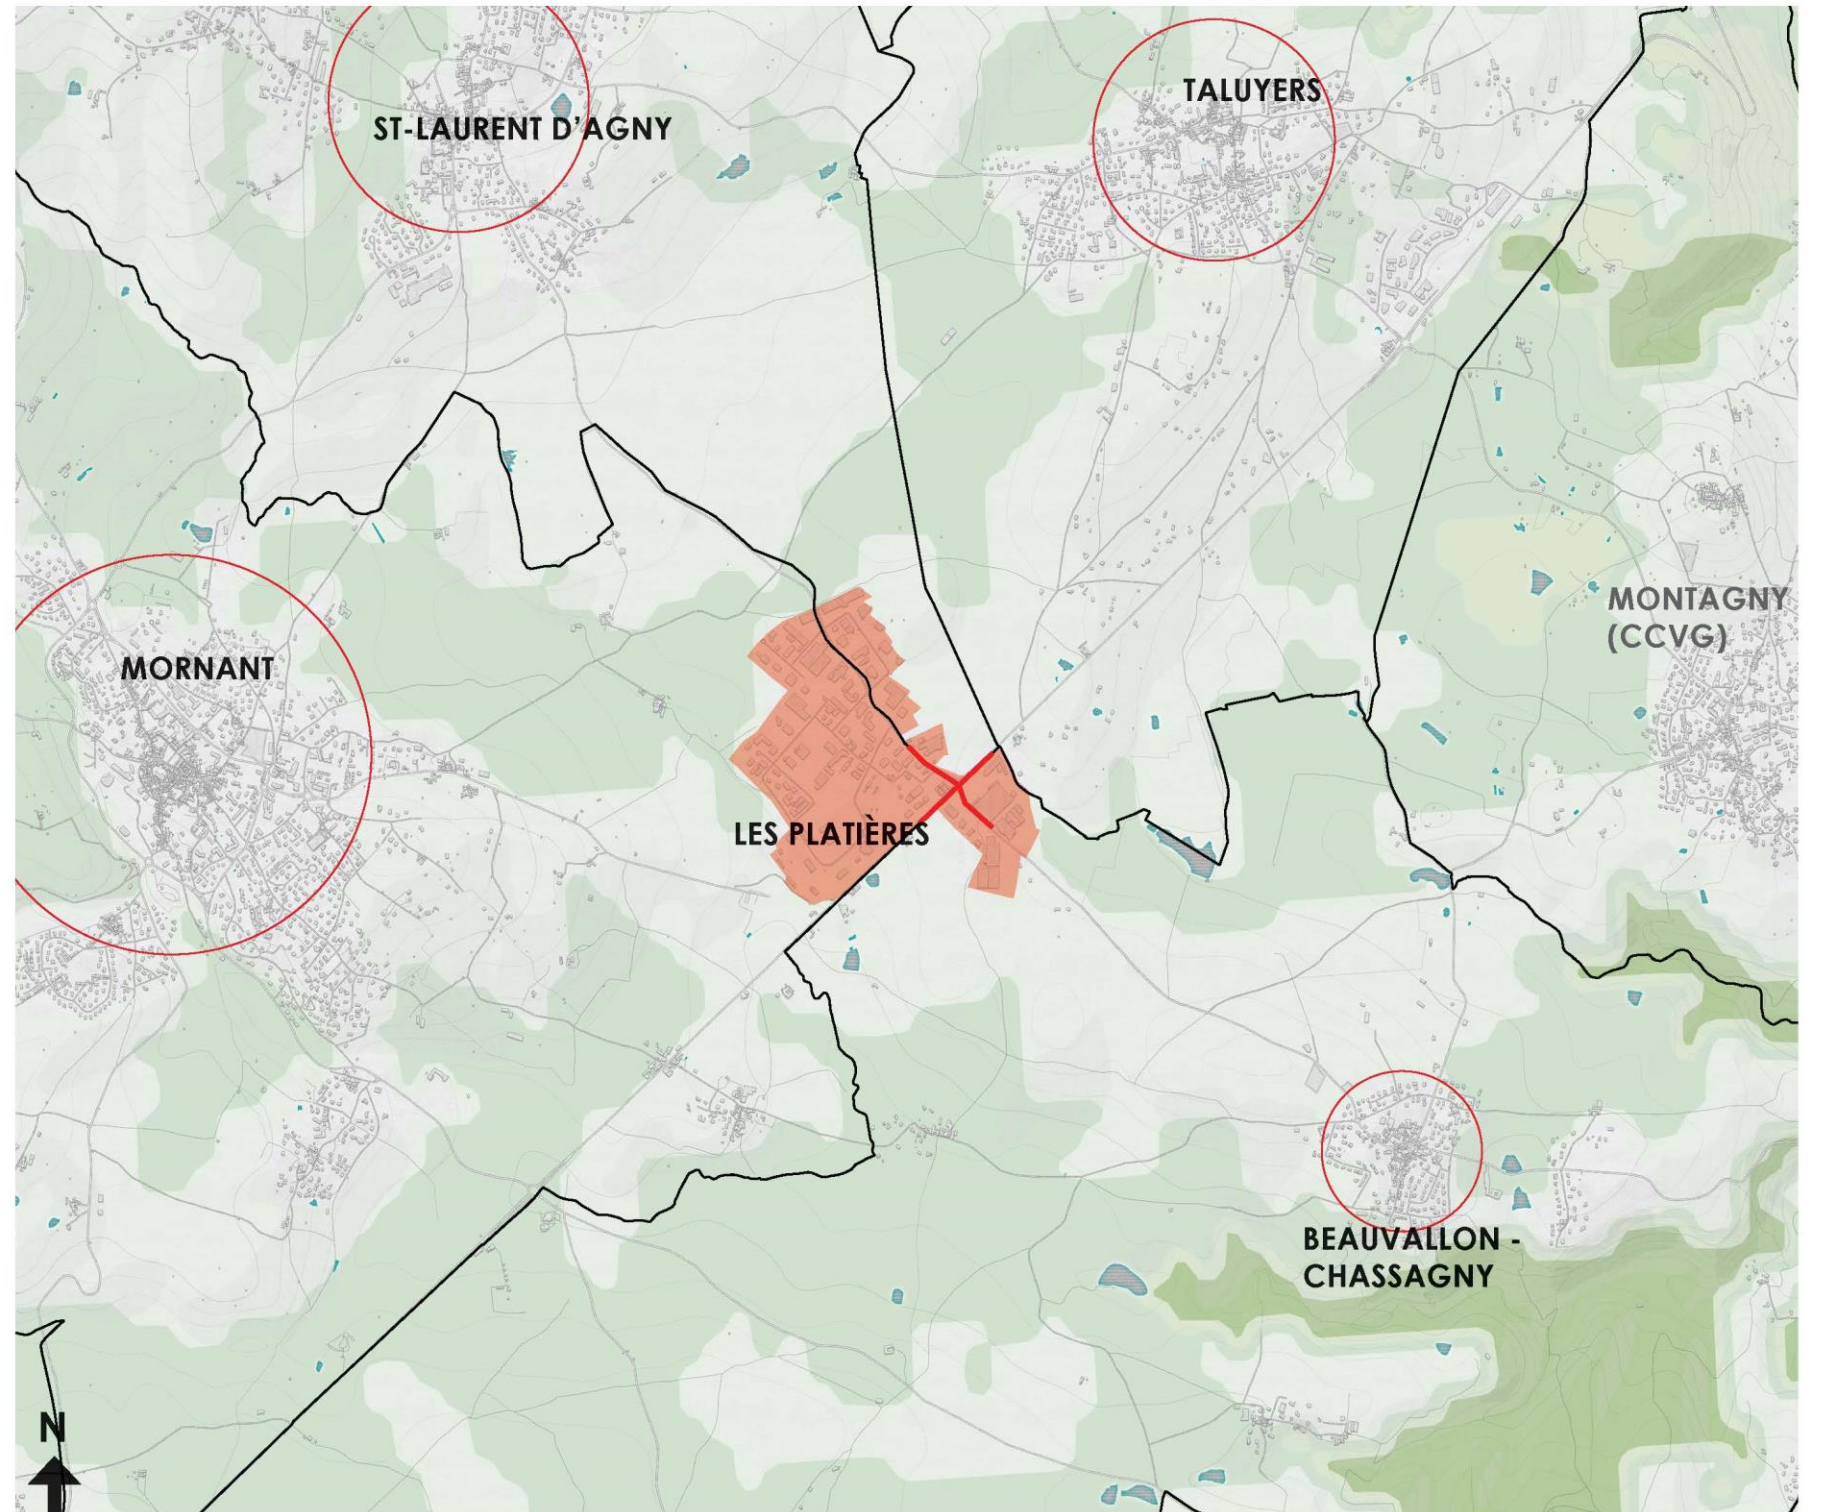 TALUYERS
ST-LAURENT D'AGNY
MONTAGNY
(CCVG)
MORNANT
LES PLATIÈRES
BEAUVALLON -
CHASSAGNY
N